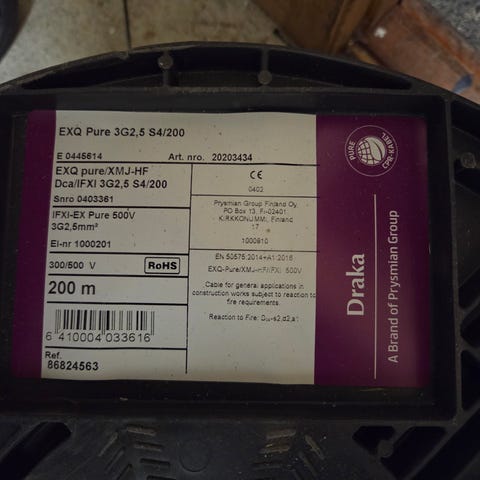 EXQ Pure 3G2,5 S4/200
E 0445614 Art. nro. 20203434
EXQ pure/XMJ-HF
Dca/IFXI 3G2,5 S4/200
Snro 0403361
IFXI-EX Pure 500V
3G2,5mm²
El-nr 1000201
300/500 V RoHS
200 m
6 410004 033616
Ref.
86824563
CE
0402
Prysmian Group Finland Oy
PO Box 13, FI-02401
KIRKKONUMMI, Finland
17
1000910
EN 50575:2014+A1:2016
EXQ-Pure/XMJ-HF/IFXI 500V
Cable for general applications in
construction works subject to reaction to
fire requirements.
Reaction to Fire: Dca-s2,d2,a1
PURE
CPR-KABEL
Draka
A Brand of Prysmian Group